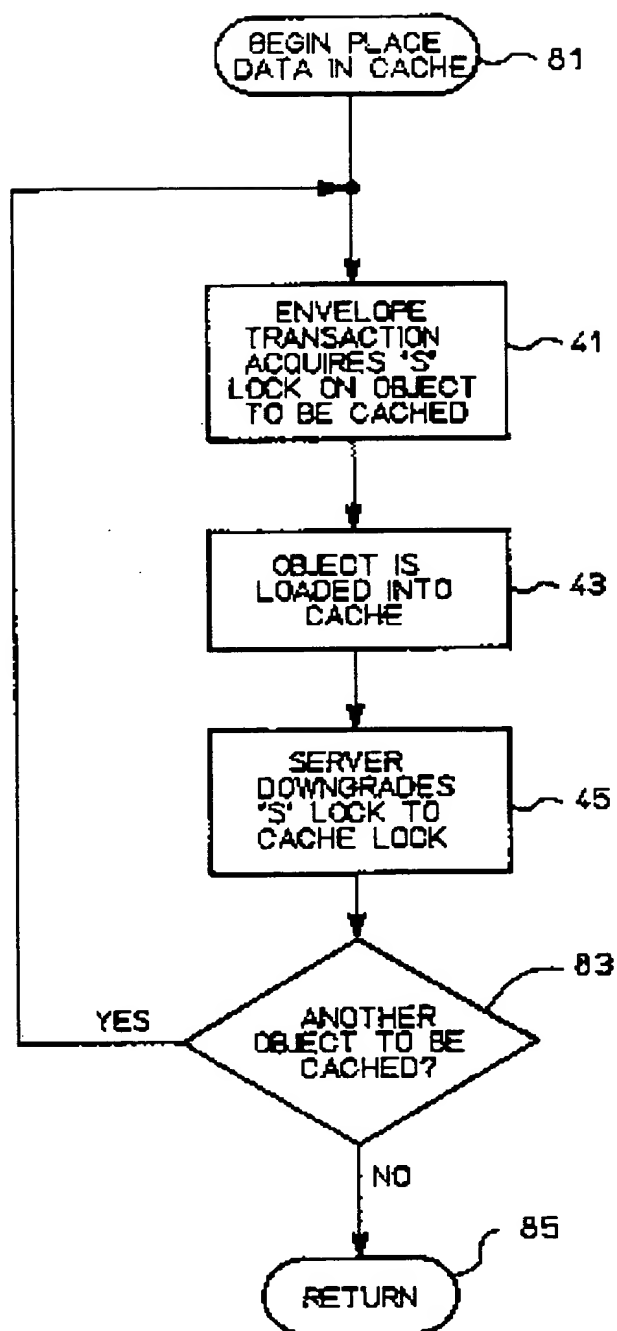 BEGIN PLACE
DATA IN CACHE
81
ENVELOPE
TRANSACTION
ACQUIRES 'S'
LOCK ON OBJECT
TO BE CACHED
41
OBJECT IS
LOADED INTO
CACHE
43
SERVER
DOWNGRADES
'S' LOCK TO
CACHE LOCK
45
83
YES
ANOTHER
OBJECT TO BE
CACHED?
NO
85
RETURN